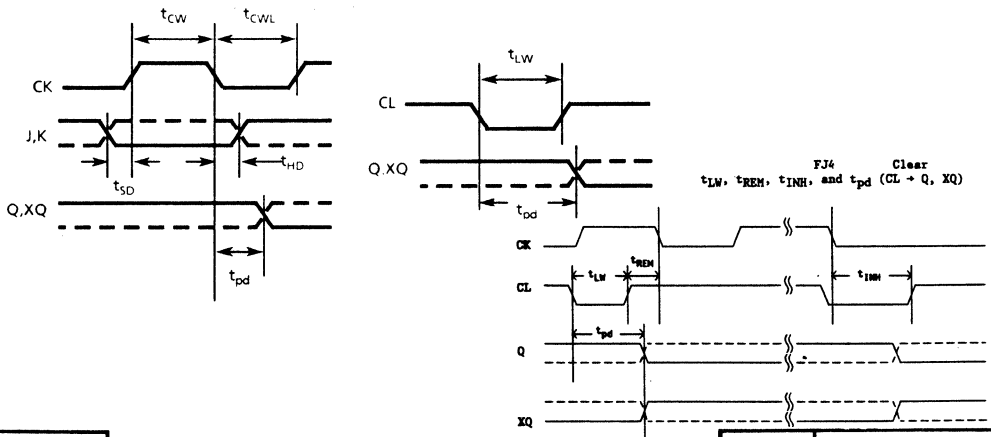 tCW tCWL
CK
J,K
tSD tHD
Q,XQ
tpd
tLW
CL
Q.XQ
tpd
FJ4 Clear
tLW, tREM, tINH, and tpd (CL → Q, XQ)
CK
tLW tREM tINH
CL
tpd
Q
XQ